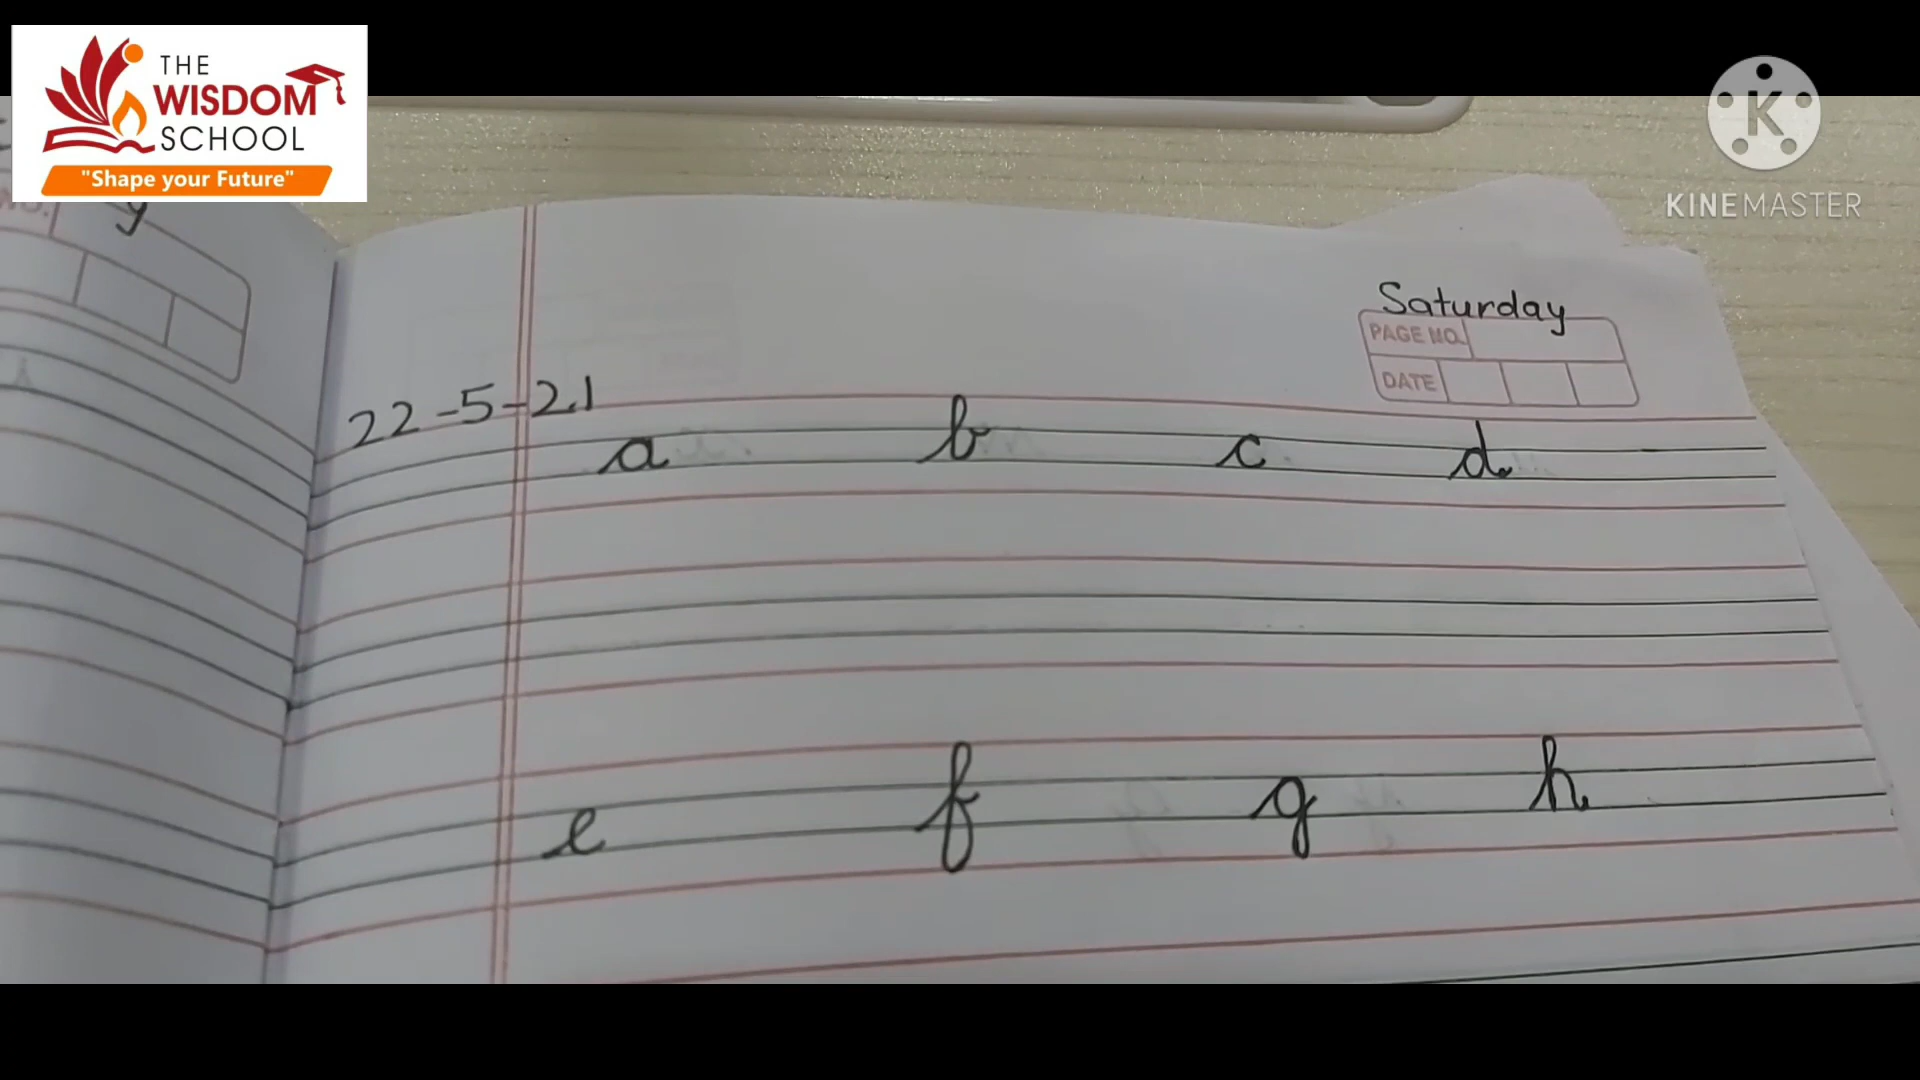 THE
WISDOM
SCHOOL
"Shape your Future"
K
KINEMASTER
Saturday
PAGE NO.
DATE
22-5-21
a b c d
e f g h